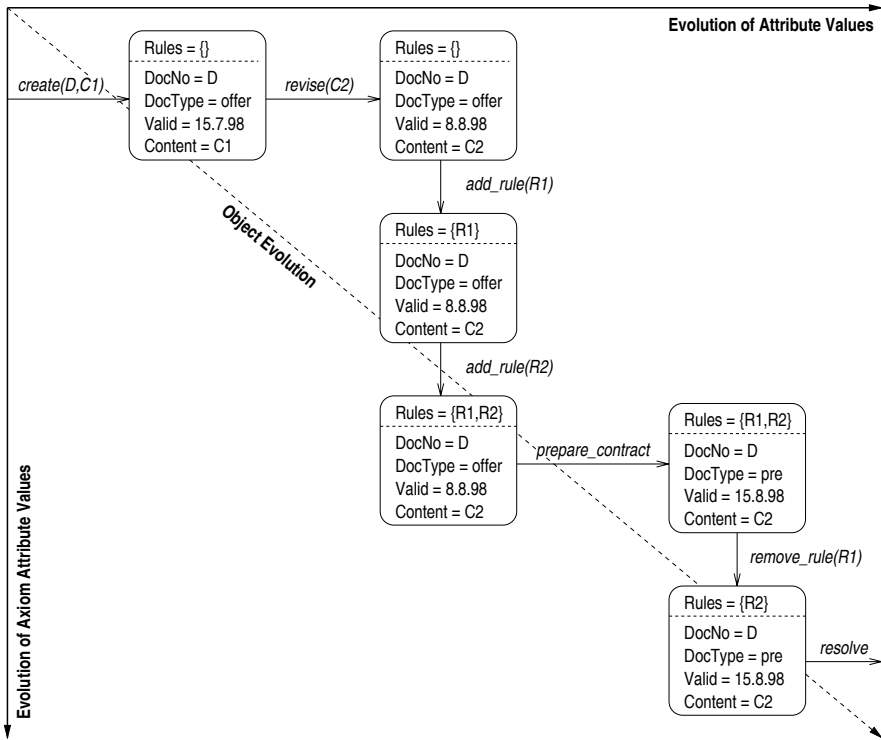 Evolution of Attribute Values
create(D,C1)
Rules = {}
DocNo = D
DocType = offer
Valid = 15.7.98
Content = C1
revise(C2)
Rules = {}
DocNo = D
DocType = offer
Valid = 8.8.98
Content = C2
add_rule(R1)
Object Evolution
Rules = {R1}
DocNo = D
DocType = offer
Valid = 8.8.98
Content = C2
add_rule(R2)
Rules = {R1,R2}
DocNo = D
DocType = offer
Valid = 8.8.98
Content = C2
prepare_contract
Rules = {R1,R2}
DocNo = D
DocType = pre
Valid = 15.8.98
Content = C2
remove_rule(R1)
Rules = {R2}
DocNo = D
DocType = pre
Valid = 15.8.98
Content = C2
resolve
Evolution of Axiom Attribute Values